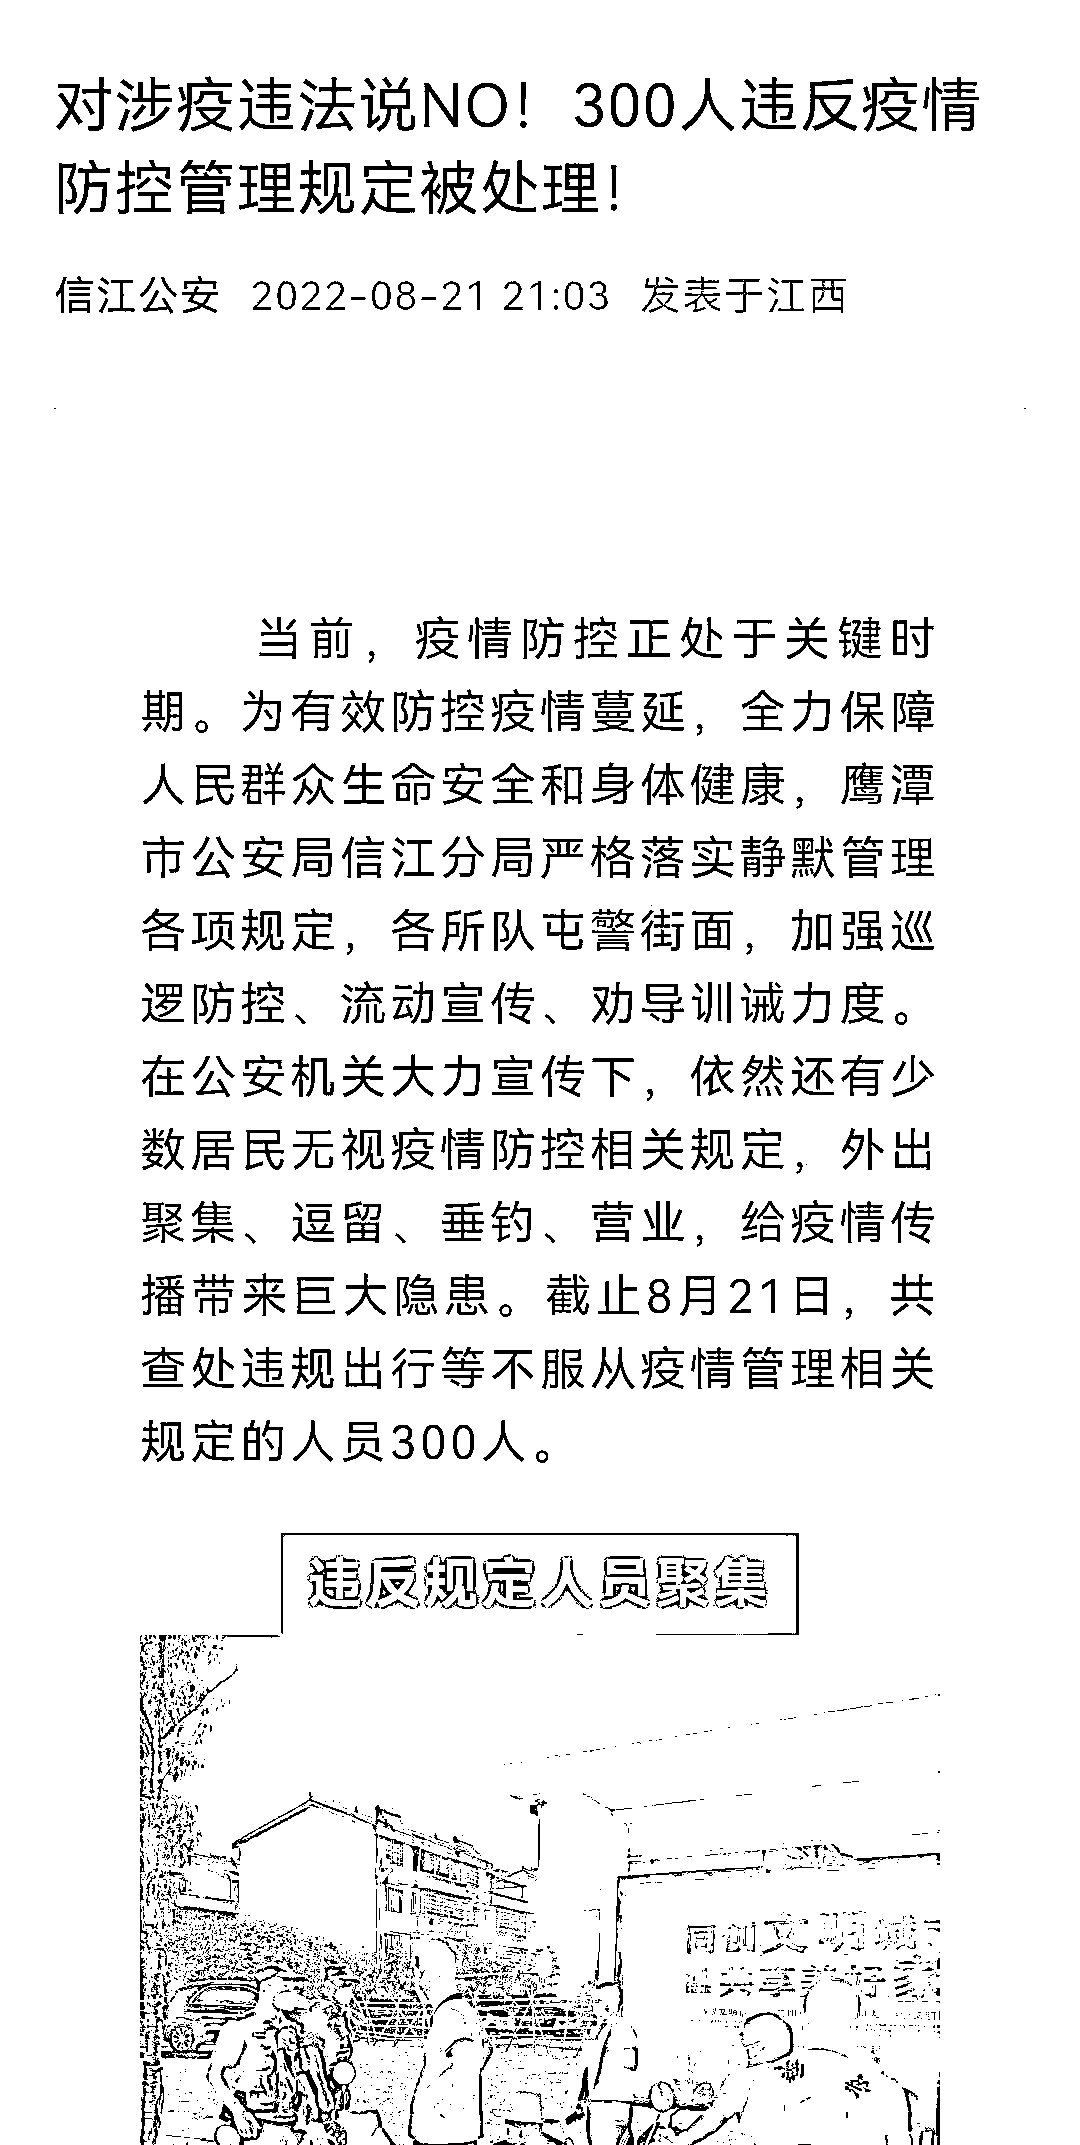 对涉疫违法说NO！300人违反疫情
防控管理规定被处理！
信江公安 2022-08-21 21:03 发表于江西
当前，疫情防控正处于关键时
期。为有效防控疫情蔓延，全力保障
人民群众生命安全和身体健康，鹰潭
市公安局信江分局严格落实静默管理
各项规定，各所队屯警街面，加强巡
逻防控、流动宣传、劝导训诫力度。
在公安机关大力宣传下，依然还有少
数居民无视疫情防控相关规定，外出
聚集、逗留、垂钓、营业，给疫情传
播带来巨大隐患。截止8月21日，共
查处违规出行等不服从疫情管理相关
规定的人员300人。
违反规定人员聚集
同创文明城
共享美好家